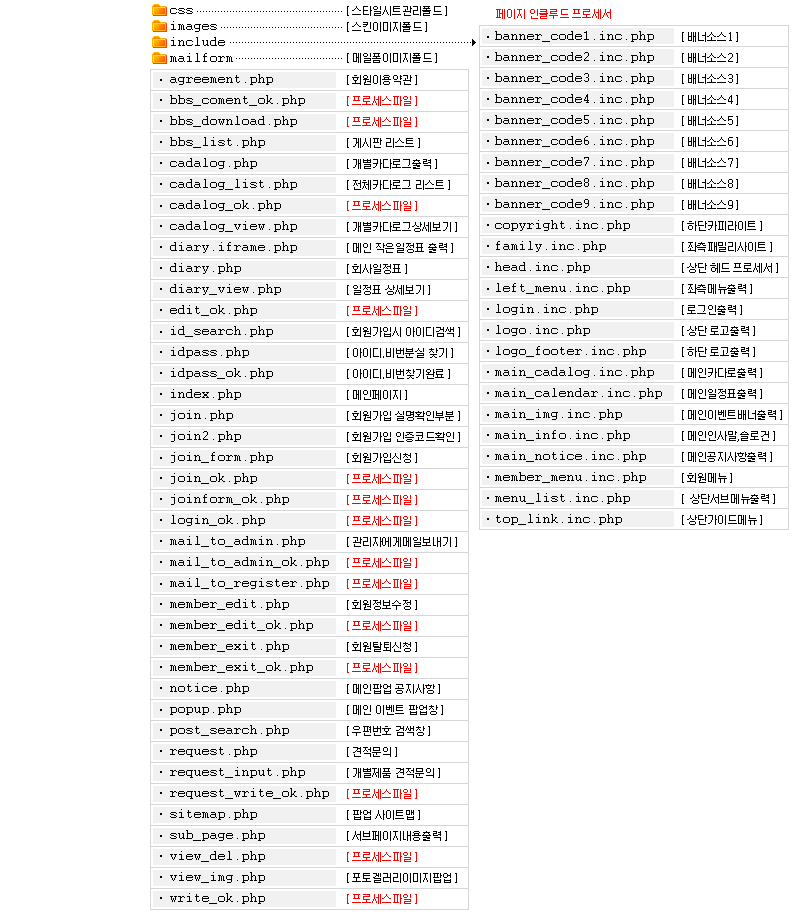 css [스타일시트관리폴드]
images [스킨이미지폴드]
include
mailform [메일폼이미지폴드]
· agreement.php [회원이용약관]
· bbs_coment_ok.php [프로세스파일]
· bbs_download.php [프로세스파일]
· bbs_list.php [게시판 리스트]
· cadalog.php [개별카다로그출력]
· cadalog_list.php [전체카다로그 리스트]
· cadalog_ok.php [프로세스파일]
· cadalog_view.php [개별카다로그상세보기]
· diary.iframe.php [메인 작은일정표 출력]
· diary.php [회사일정표]
· diary_view.php [일정표 상세보기]
· edit_ok.php [프로세스파일]
· id_search.php [회원가입시 아이디검색]
· idpass.php [아이디,비번분실 찾기]
· idpass_ok.php [아이디,비번찾기완료]
· index.php [메인페이지]
· join.php [회원가입 실명확인부분]
· join2.php [회원가입 인증코드확인]
· join_form.php [회원가입신청]
· join_ok.php [프로세스파일]
· joinform_ok.php [프로세스파일]
· login_ok.php [프로세스파일]
· mail_to_admin.php [관리자에게메일보내기]
· mail_to_admin_ok.php [프로세스파일]
· mail_to_register.php [프로세스파일]
· member_edit.php [회원정보수정]
· member_edit_ok.php [프로세스파일]
· member_exit.php [회원탈퇴신청]
· member_exit_ok.php [프로세스파일]
· notice.php [메인팝업 공지사항]
· popup.php [메인 이벤트 팝업창]
· post_search.php [우편번호 검색창]
· request.php [견적문의]
· request_input.php [개별제품 견적문의]
· request_write_ok.php [프로세스파일]
· sitemap.php [팝업 사이트맵]
· sub_page.php [서브페이지내용출력]
· view_del.php [프로세스파일]
· view_img.php [포토겔러리이미지팝업]
· write_ok.php [프로세스파일]
페이지 인클루드 프로세서
· banner_code1.inc.php [배너소스1]
· banner_code2.inc.php [배너소스2]
· banner_code3.inc.php [배너소스3]
· banner_code4.inc.php [배너소스4]
· banner_code5.inc.php [배너소스5]
· banner_code6.inc.php [배너소스6]
· banner_code7.inc.php [배너소스7]
· banner_code8.inc.php [배너소스8]
· banner_code9.inc.php [배너소스9]
· copyright.inc.php [하단카피라이트]
· family.inc.php [좌측패밀리사이트]
· head.inc.php [상단 헤드 프로세서]
· left_menu.inc.php [좌측메뉴출력]
· login.inc.php [로그인출력]
· logo.inc.php [상단 로고출력]
· logo_footer.inc.php [하단 로고출력]
· main_cadalog.inc.php [메인카다로출력]
· main_calendar.inc.php [메인일정표출력]
· main_img.inc.php [메인이벤트배너출력]
· main_info.inc.php [메인인사말,슬로건]
· main_notice.inc.php [메인공지사항출력]
· member_menu.inc.php [회원메뉴]
· menu_list.inc.php [ 상단서브메뉴출력]
· top_link.inc.php [상단가이드메뉴]